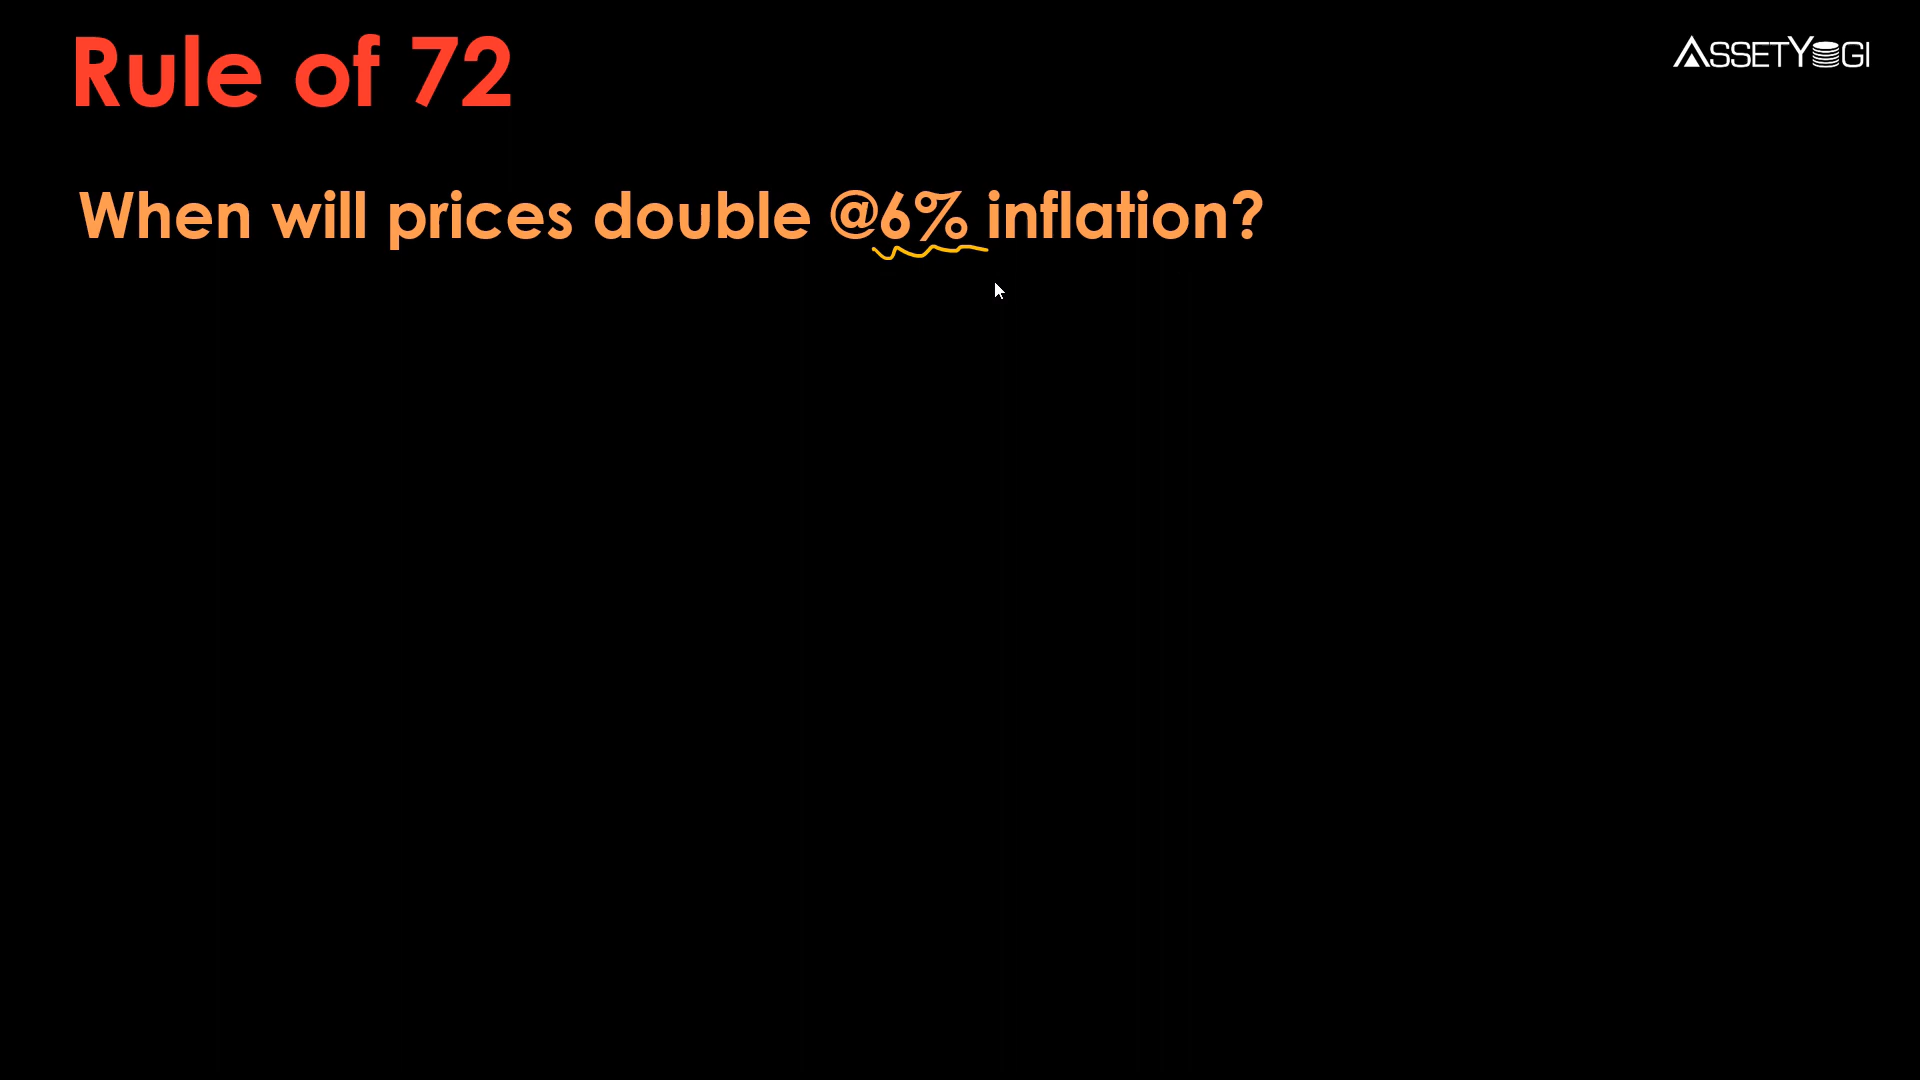 Rule of 72
ASSETYOGI
When will prices double @6% inflation?